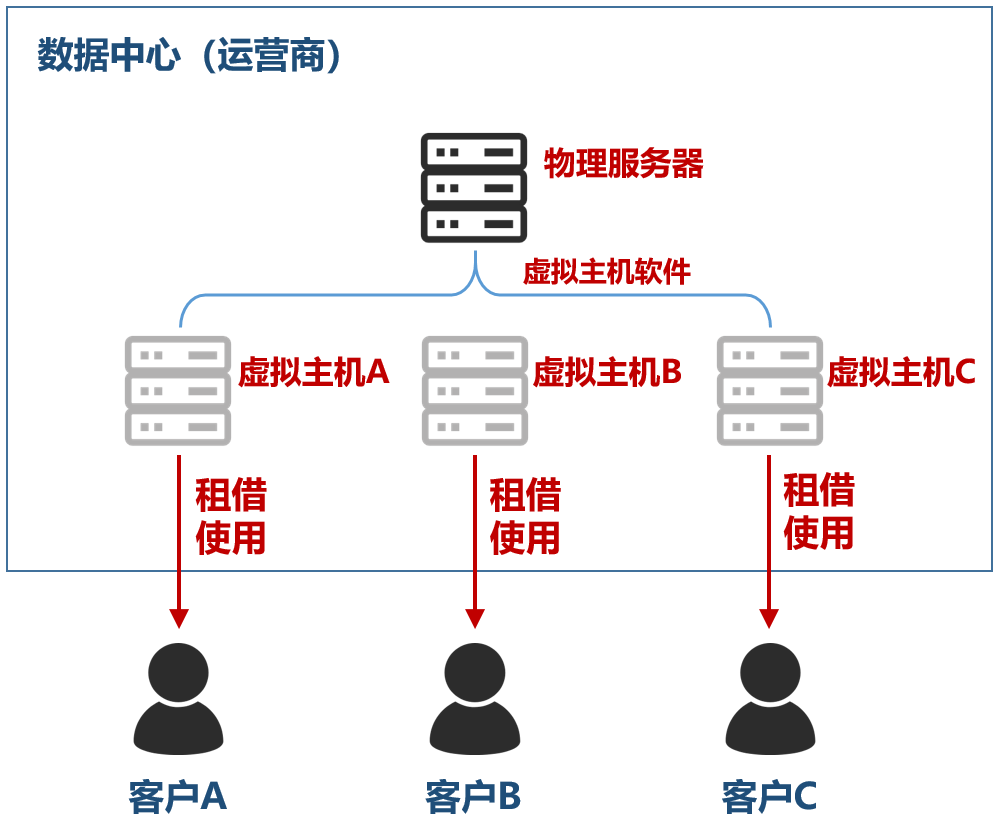 数据中心（运营商）
物理服务器
虚拟主机软件
虚拟主机A
虚拟主机B
虚拟主机C
租借
使用
租借
使用
租借
使用
客户A
客户B
客户C